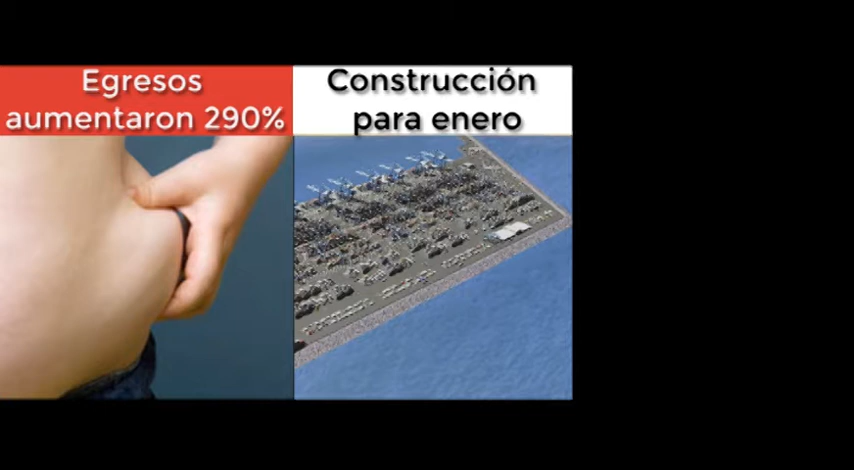 Egresos
aumentaron 290%
Construcción
para enero